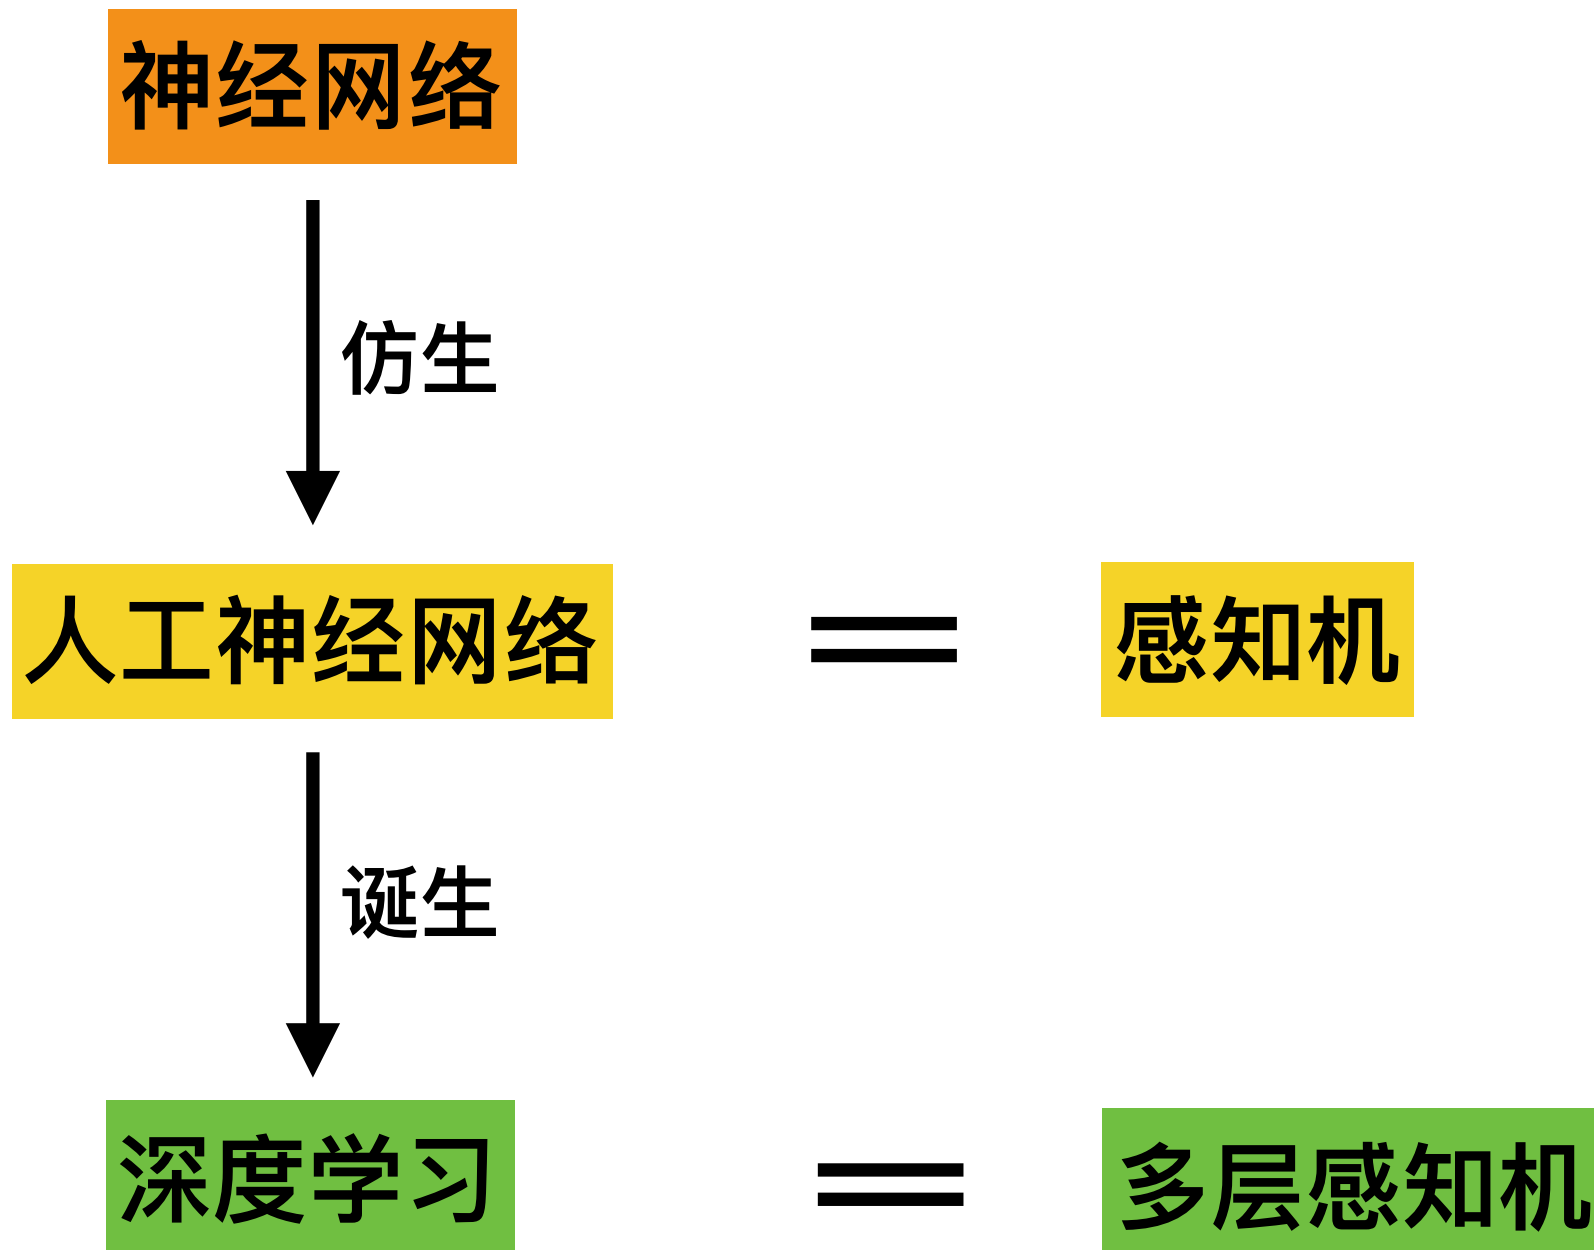 神经网络
仿生
人工神经网络
感知机
诞生
深度学习
多层感知机